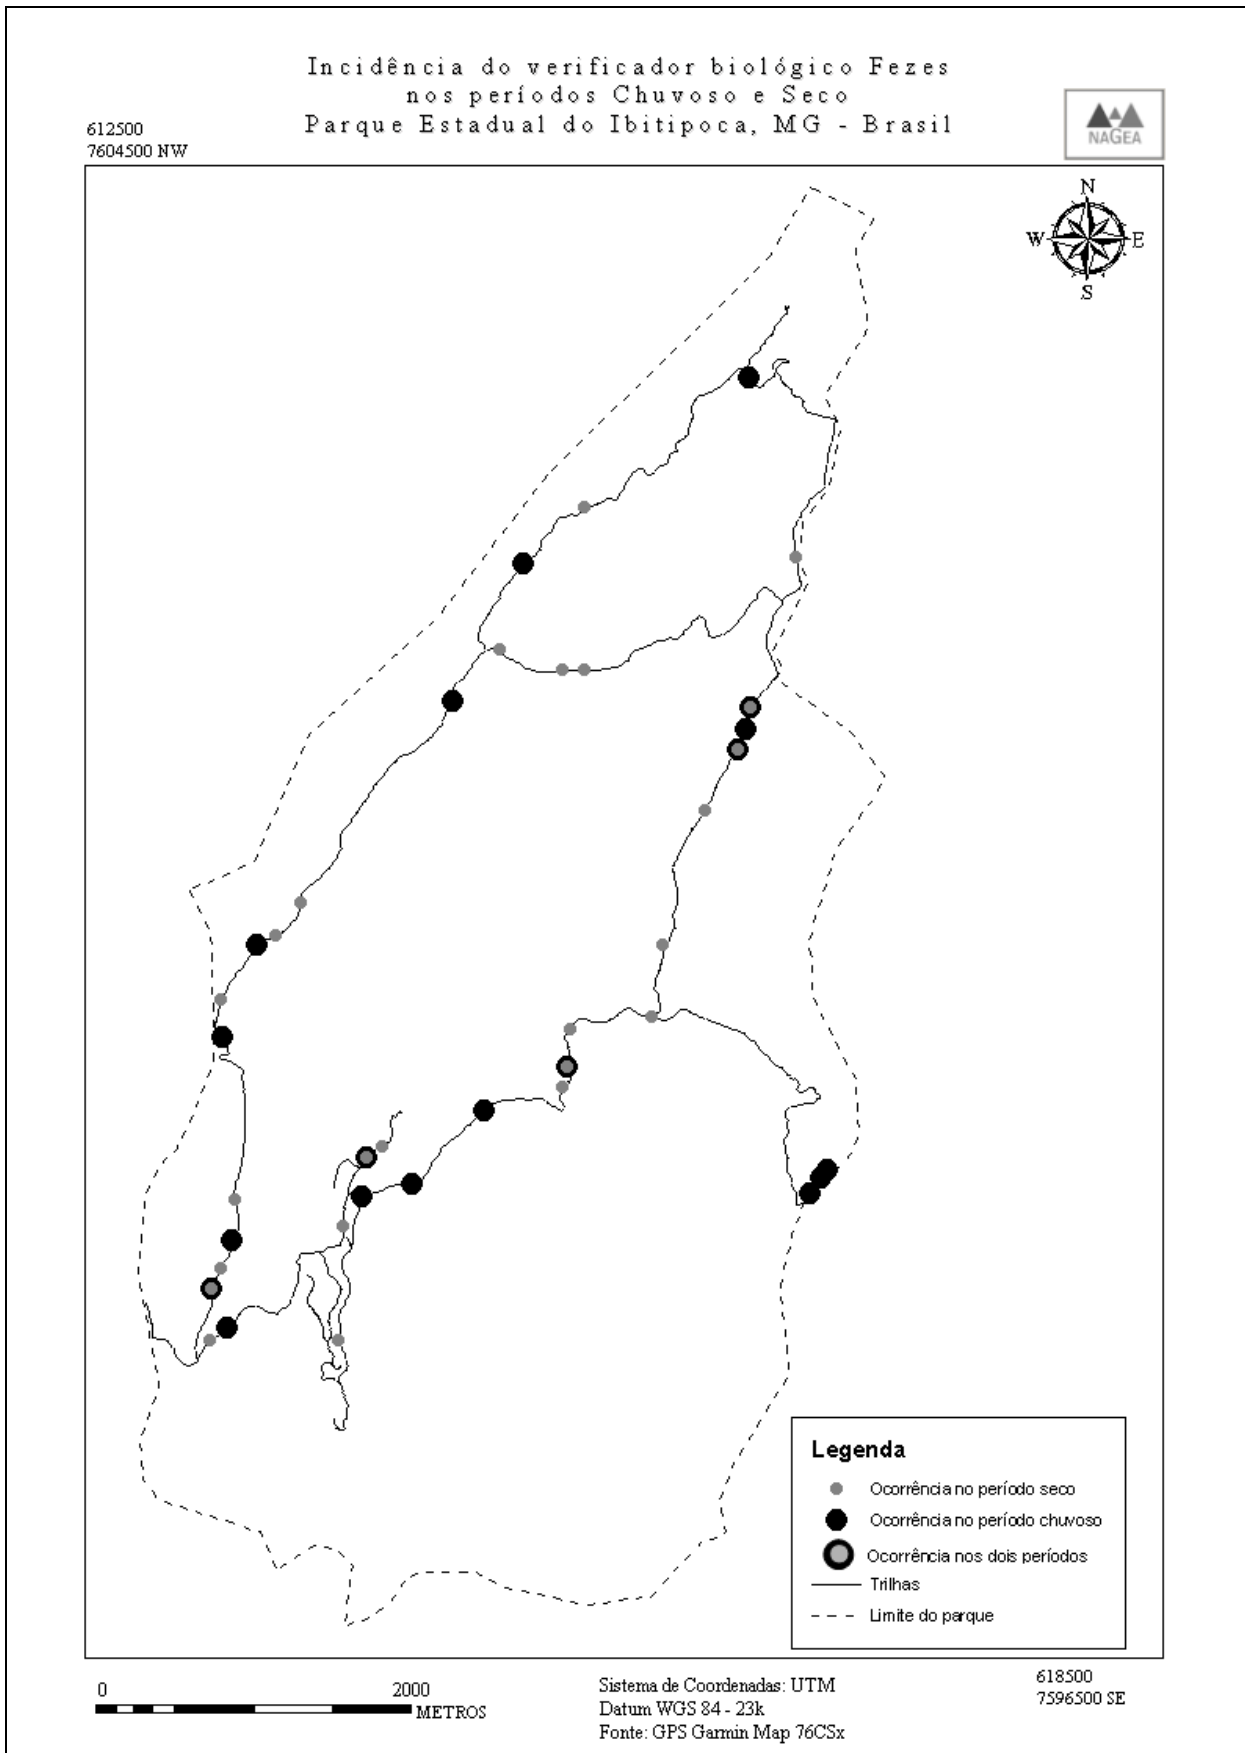 Incidência do verificador biológico Fezes
nos períodos Chuvoso e Seco
Parque Estadual do Ibitipoca, MG - Brasil
612500
7604500 NW
NAGEA
N
W
E
S
Legenda
Ocorrência no período seco
Ocorrência no período chuvoso
Ocorrência nos dois períodos
Trilhas
Limite do parque
0
2000
METROS
Sistema de Coordenadas: UTM
Datum WGS 84 - 23k
Fonte: GPS Garmin Map 76CSx
618500
7596500 SE